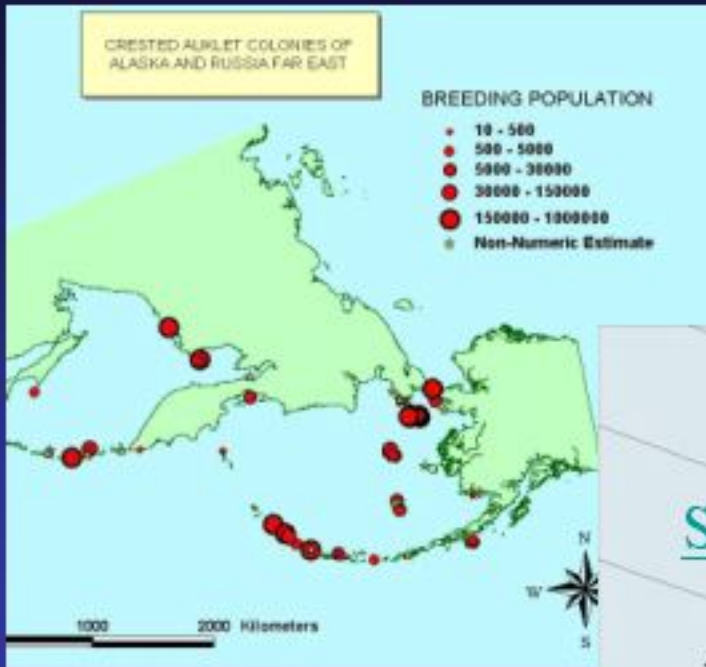 CRESTED AUKLET COLONIES OF
ALASKA AND RUSSIA FAR EAST
BREEDING POPULATION
10 - 500
500 - 5000
5000 - 30000
30000 - 150000
150000 - 1000000
Non-Numeric Estimate
S
N
W
S
1000 2000 Kilometers